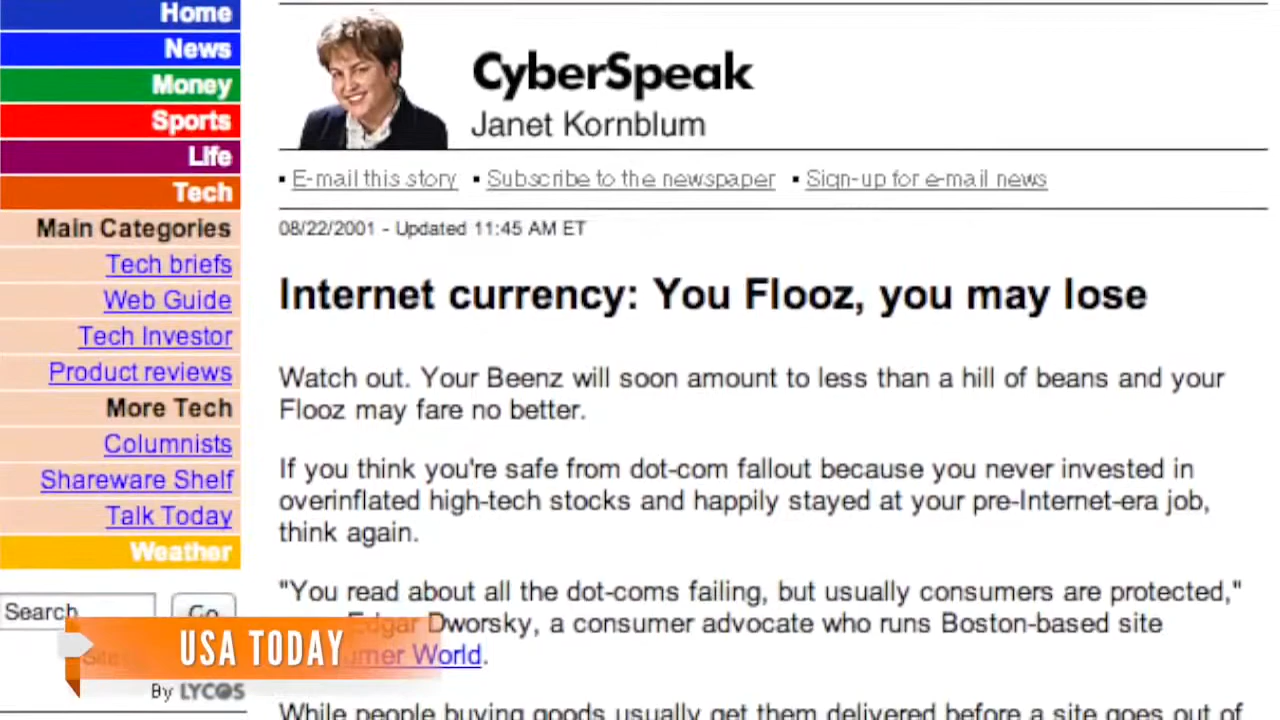 Home
News
Money
Sports
Life
Tech
Main Categories
Tech briefs
Web Guide
Tech Investor
Product reviews
More Tech
Columnists
Shareware Shelf
Talk Today
Weather
Search
Go
By LYCOS
CyberSpeak
Janet Kornblum
▪ E-mail this story ▪ Subscribe to the newspaper ▪ Sign-up for e-mail news
08/22/2001 - Updated 11:45 AM ET
Internet currency: You Flooz, you may lose
Watch out. Your Beenz will soon amount to less than a hill of beans and your
Flooz may fare no better.
If you think you're safe from dot-com fallout because you never invested in
overinflated high-tech stocks and happily stayed at your pre-Internet-era job,
think again.
"You read about all the dot-coms failing, but usually consumers are protected,"
Edgar Dworsky, a consumer advocate who runs Boston-based site
World.
While people buying goods usually get them delivered before a site goes out of
USA TODAY